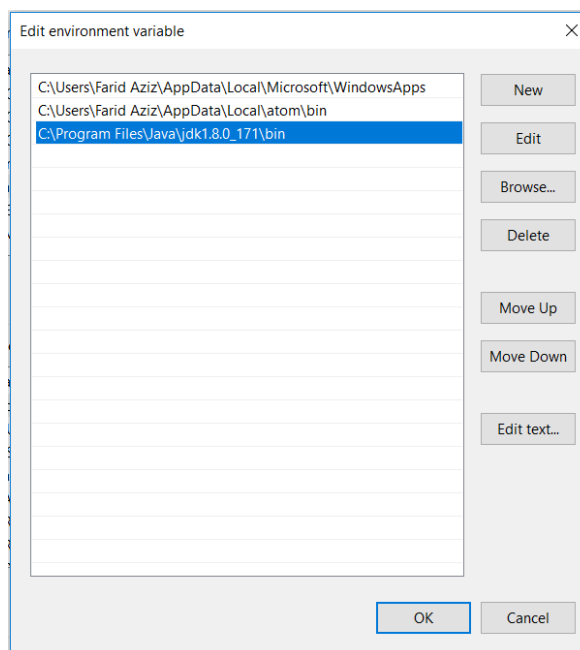 Edit environment variable
C:\Users\Farid Aziz\AppData\Local\Microsoft\WindowsApps
C:\Users\Farid Aziz\AppData\Local\atom\bin
C:\Program Files\Java\jdk1.8.0_171\bin
New
Edit
Browse...
Delete
Move Up
Move Down
Edit text...
OK
Cancel